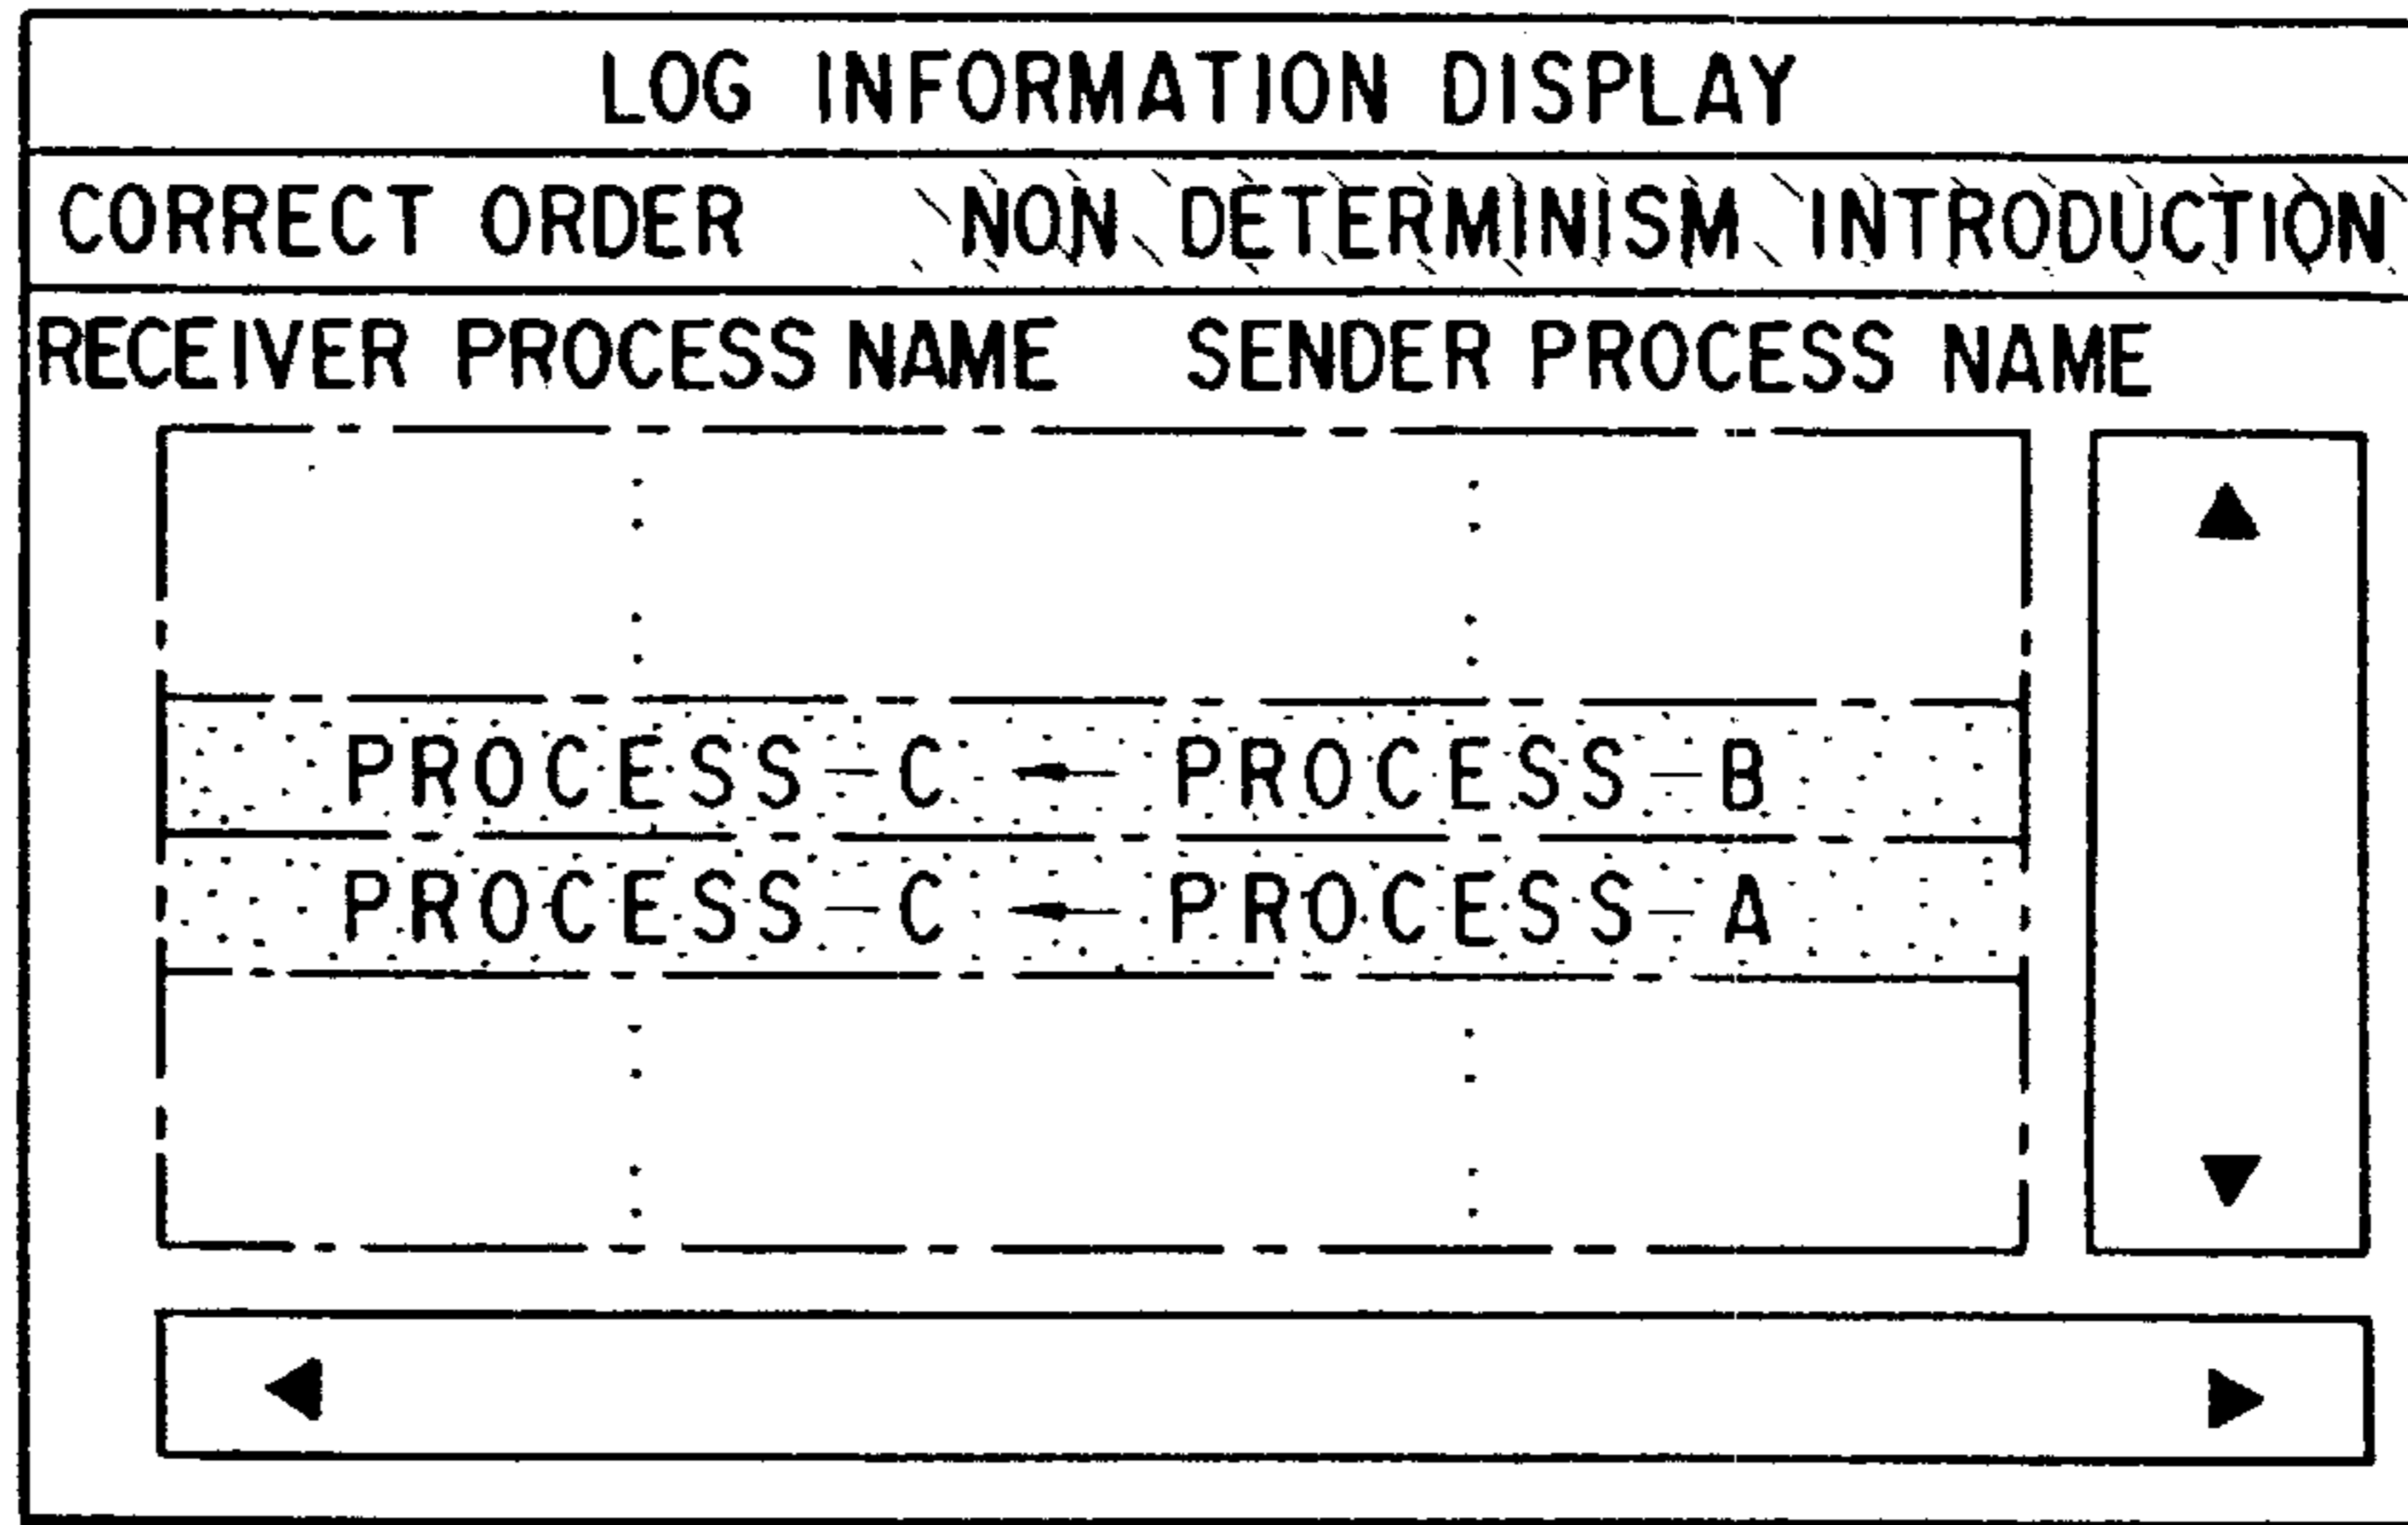 LOG INFORMATION DISPLAY
CORRECT ORDER NON DETERMINISM INTRODUCTION
RECEIVER PROCESS NAME SENDER PROCESS NAME
PROCESS-C ← PROCESS-B
PROCESS-C ← PROCESS-A